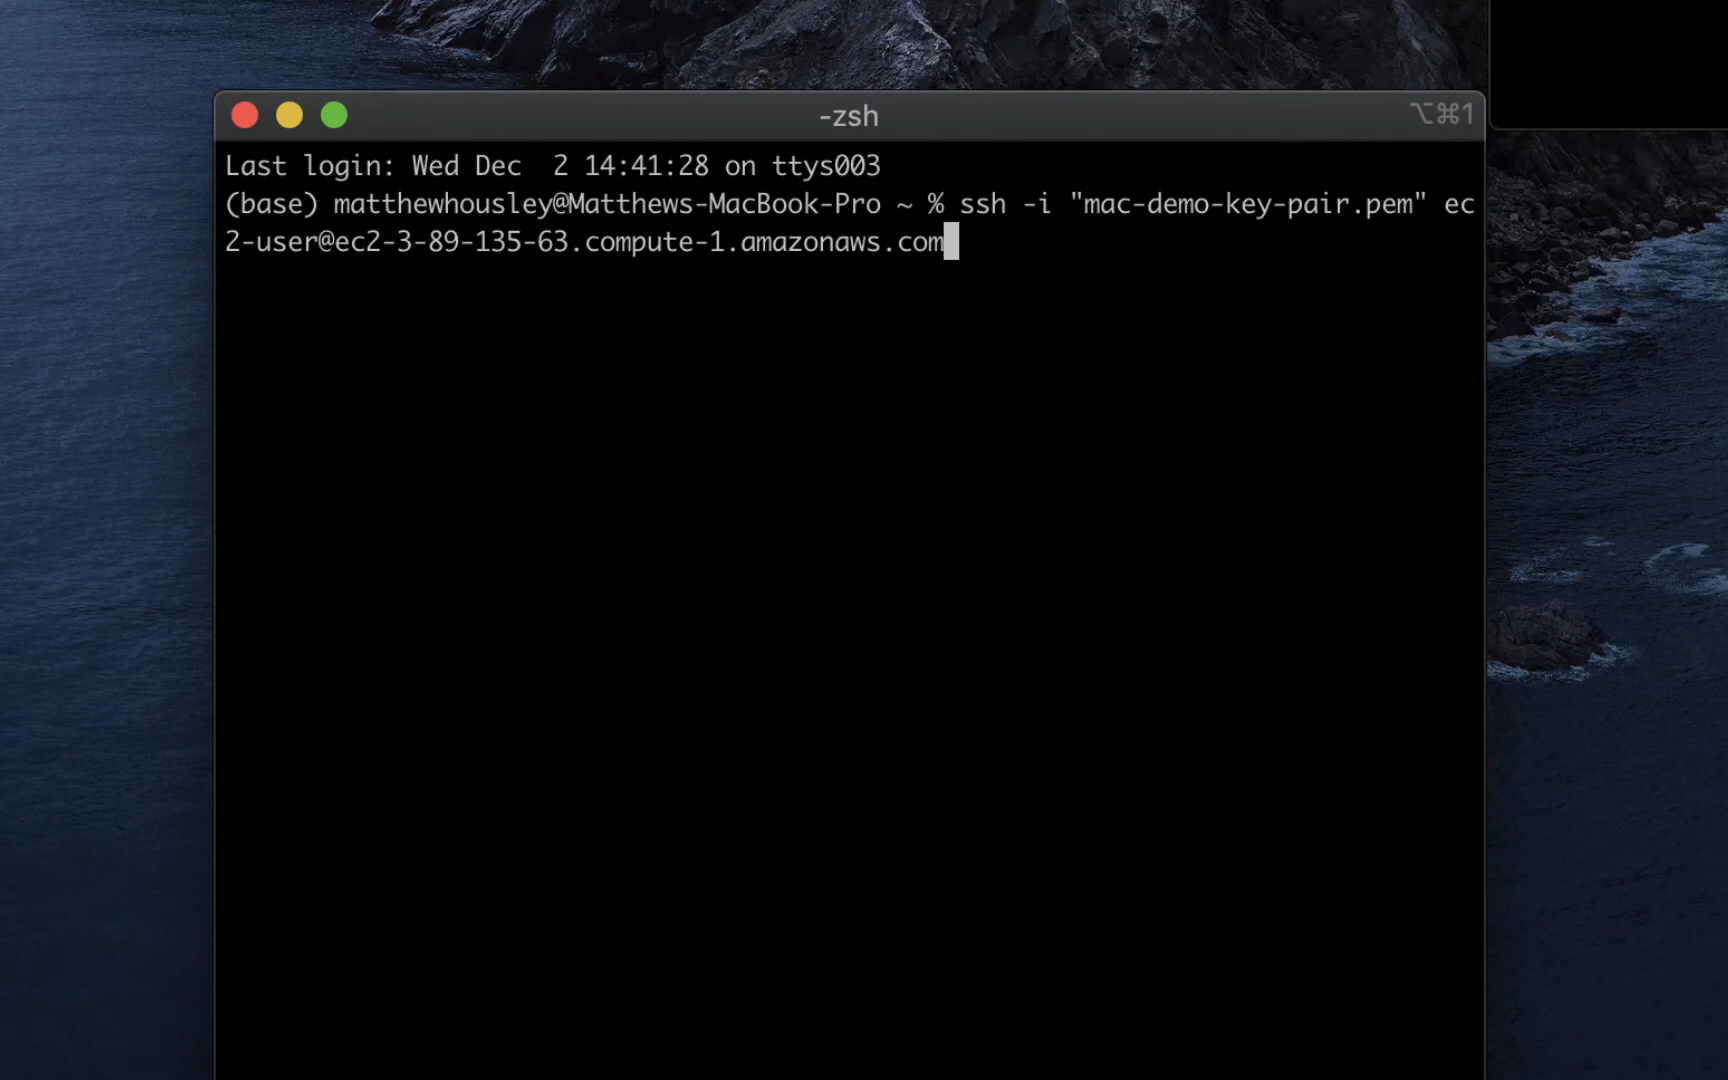 -zsh
⌥⌘1
Last login: Wed Dec  2 14:41:28 on ttys003
(base) matthewhousley@Matthews-MacBook-Pro ~ % ssh -i "mac-demo-key-pair.pem" ec
2-user@ec2-3-89-135-63.compute-1.amazonaws.com